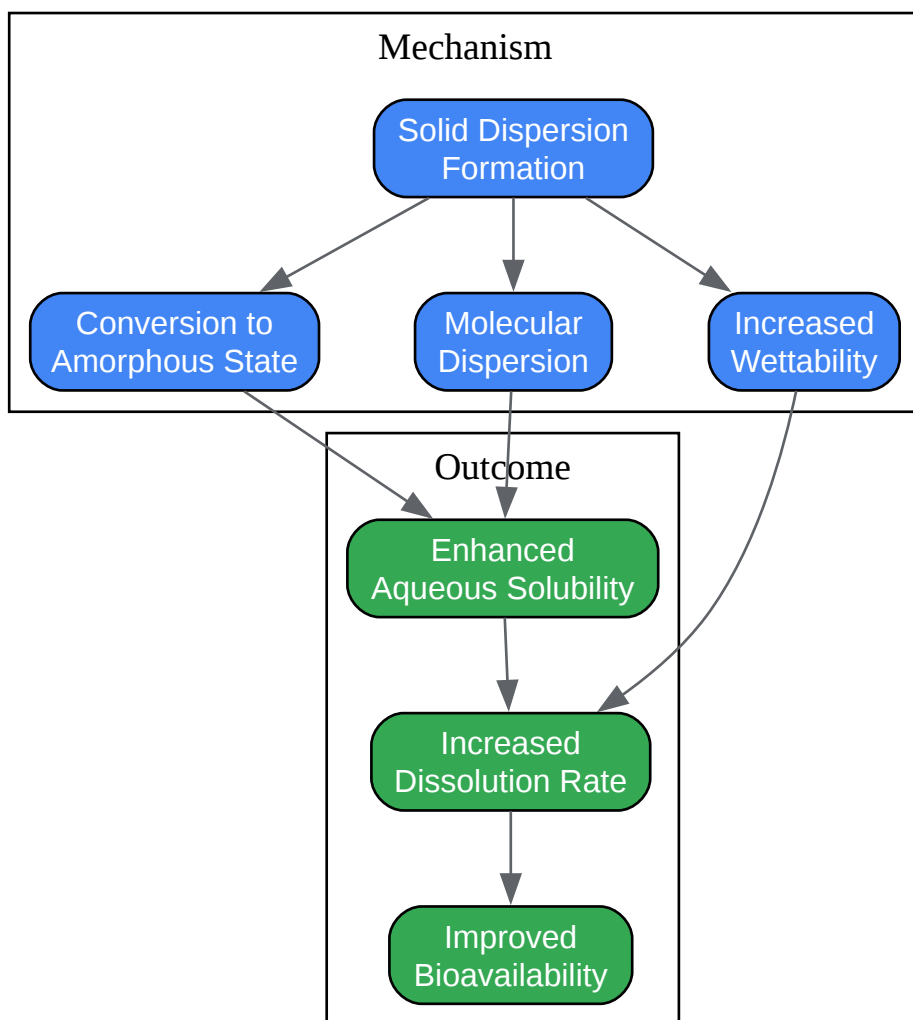 Mechanism
Solid Dispersion
Formation
Conversion to
Amorphous State
Molecular
Dispersion
Increased
Wettability
Outcome
Enhanced
Aqueous Solubility
Increased
Dissolution Rate
Improved
Bioavailability